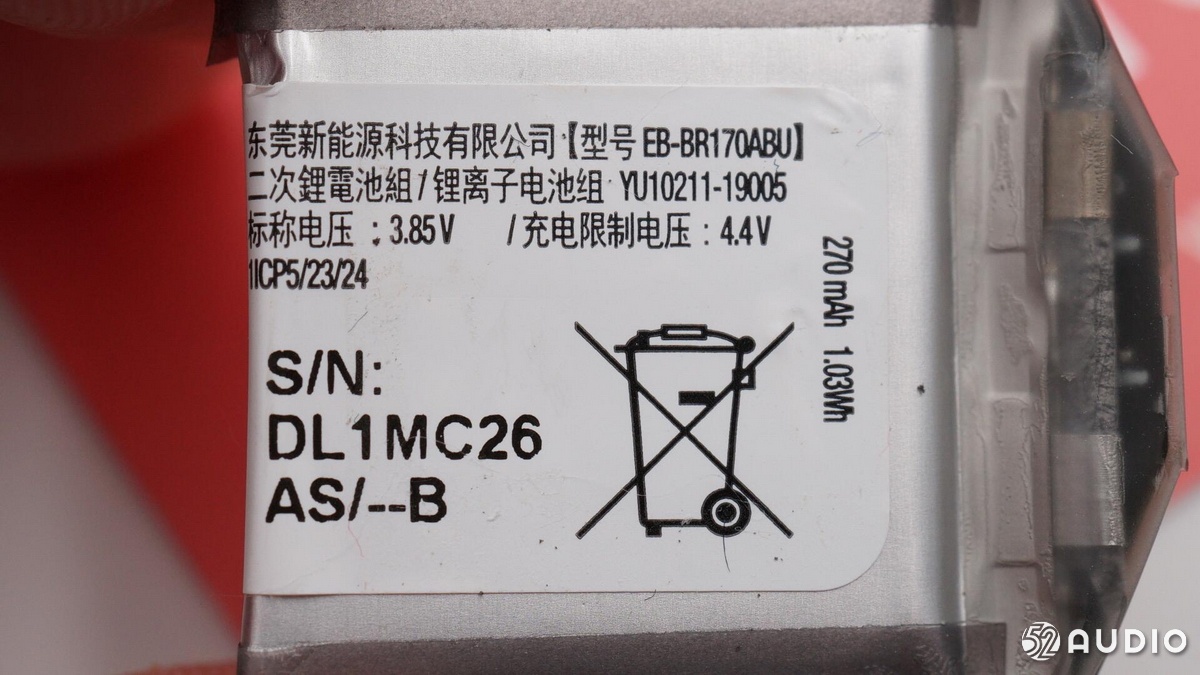 东莞新能源科技有限公司【型号 EB-BR170ABU】
二次鋰電池組 / 锂离子电池组 YU10211-19005
标称电压 : 3.85V / 充电限制电压 : 4.4V
1ICP5/23/24
270 mAh 1.03Wh
S/N:
DL1MC26
AS/--B
52 AUDIO